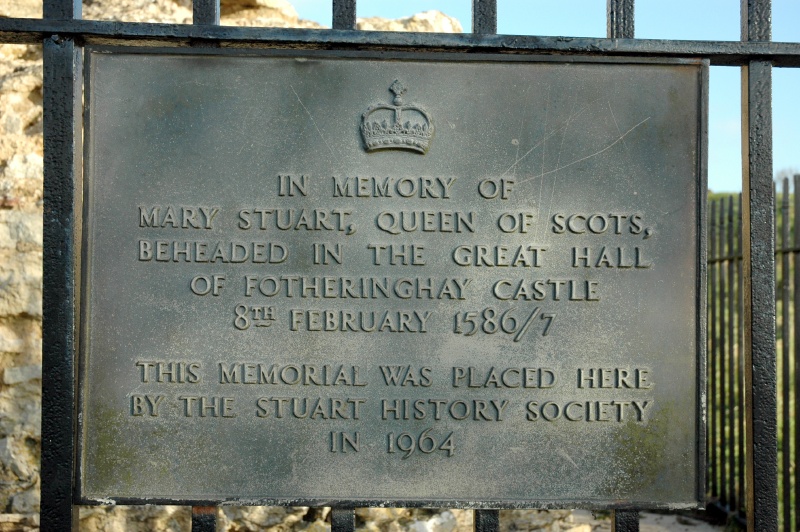 IN MEMORY OF
MARY STUART, QUEEN OF SCOTS,
BEHEADED IN THE GREAT HALL
OF FOTHERINGHAY CASTLE
8TH FEBRUARY 1586/7
THIS MEMORIAL WAS PLACED HERE
BY THE STUART HISTORY SOCIETY
IN 1964